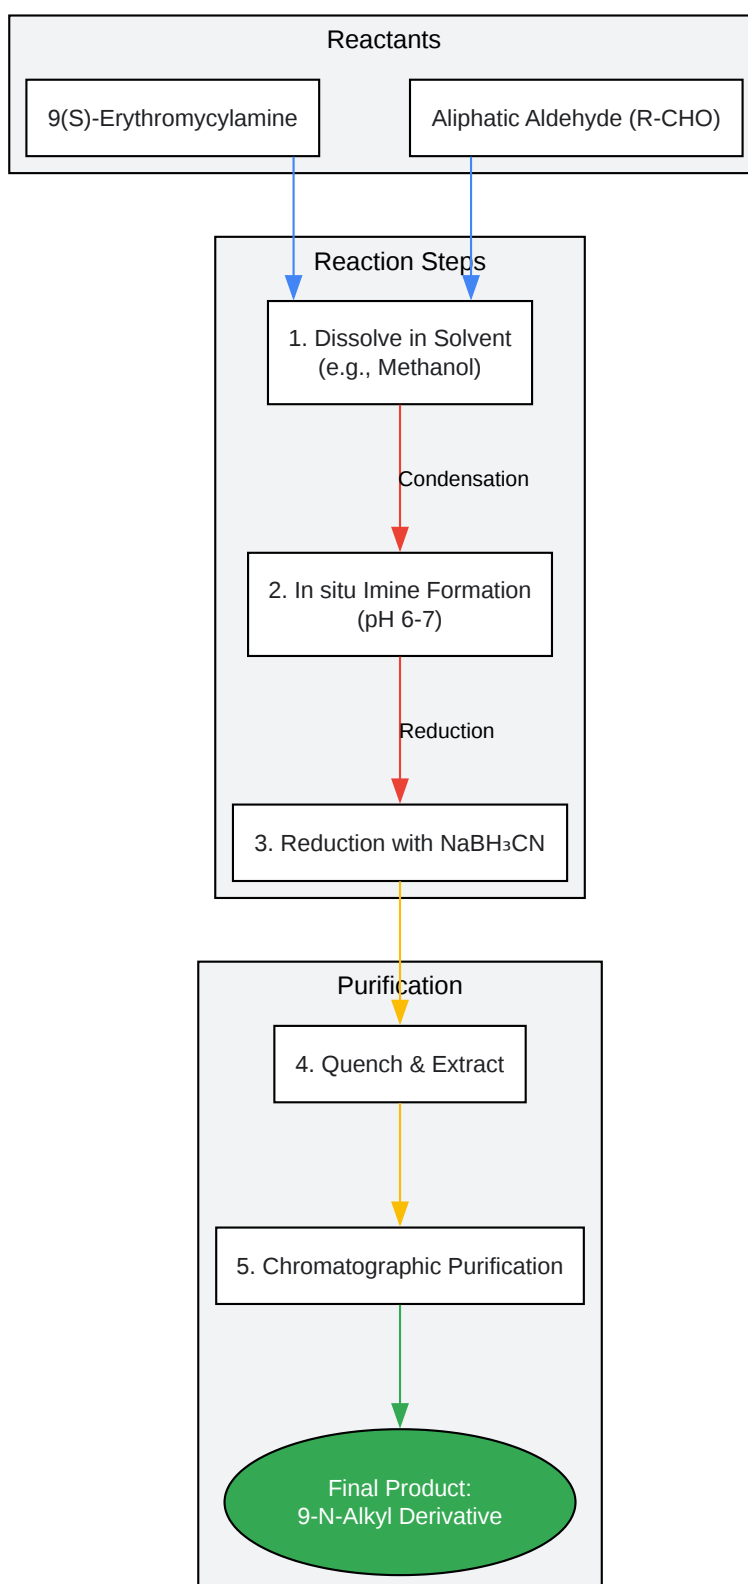 Reactants
9(S)-Erythromycylamine
Aliphatic Aldehyde (R-CHO)
Reaction Steps
1. Dissolve in Solvent
(e.g., Methanol)
Condensation
2. In situ Imine Formation
(pH 6-7)
Reduction
3. Reduction with NaBH₃CN
Purification
4. Quench & Extract
5. Chromatographic Purification
Final Product:
9-N-Alkyl Derivative